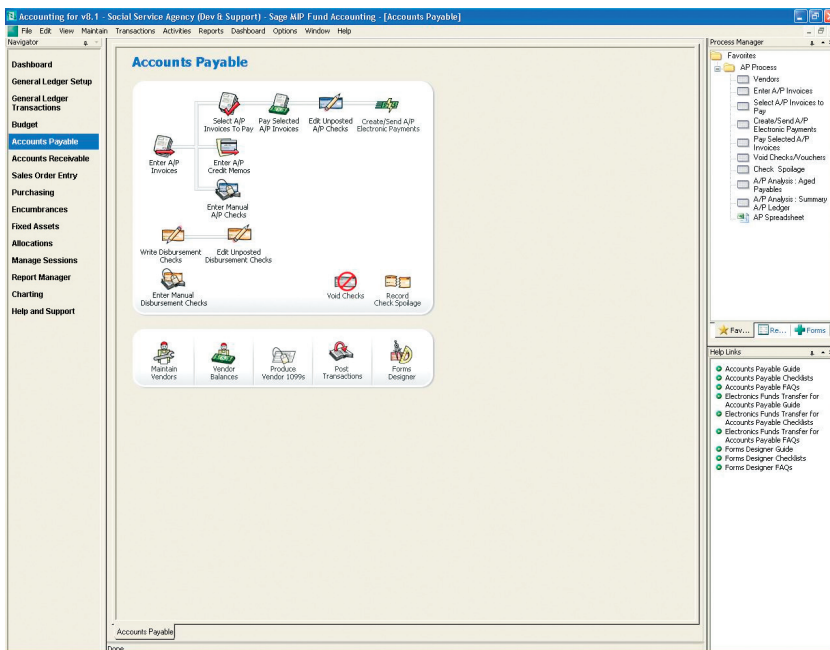 Accounting for v8.1 - Social Service Agency (Dev & Support) - Sage MIP Fund Accounting - [Accounts Payable]
File Edit View Maintain Transactions Activities Reports Dashboard Options Window Help
Navigator
Dashboard
General Ledger Setup
General Ledger
Transactions
Budget
Accounts Payable
Accounts Receivable
Sales Order Entry
Purchasing
Encumbrances
Fixed Assets
Allocations
Manage Sessions
Report Manager
Charting
Help and Support
Accounts Payable
Select A/P
Invoices To Pay
Pay Selected
A/P Invoices
Edit Unposted
A/P Checks
Create/Send A/P
Electronic Payments
Enter A/P
Invoices
Enter A/P
Credit Memos
Enter Manual
A/P Checks
Write Disbursement
Checks
Edit Unposted
Disbursement Checks
Enter Manual
Disbursement Checks
Void Checks
Record
Check Spoilage
Maintain
Vendors
Vendor
Balances
Produce
Vendor 1099s
Post
Transactions
Forms
Designer
Accounts Payable
Done
Process Manager
Favorites
AP Process
Vendors
Enter A/P Invoices
Select A/P Invoices to
Pay
Create/Send A/P
Electronic Payments
Pay Selected A/P
Invoices
Void Checks/Vouchers
Check Spoilage
A/P Analysis : Aged
Payables
A/P Analysis : Summary
A/P Ledger
AP Spreadsheet
Fav... Re... Forms
Help Links
Accounts Payable Guide
Accounts Payable Checklists
Accounts Payable FAQs
Electronics Funds Transfer for
Accounts Payable Guide
Electronics Funds Transfer for
Accounts Payable Checklists
Electronics Funds Transfer for
Accounts Payable FAQs
Forms Designer Guide
Forms Designer Checklists
Forms Designer FAQs